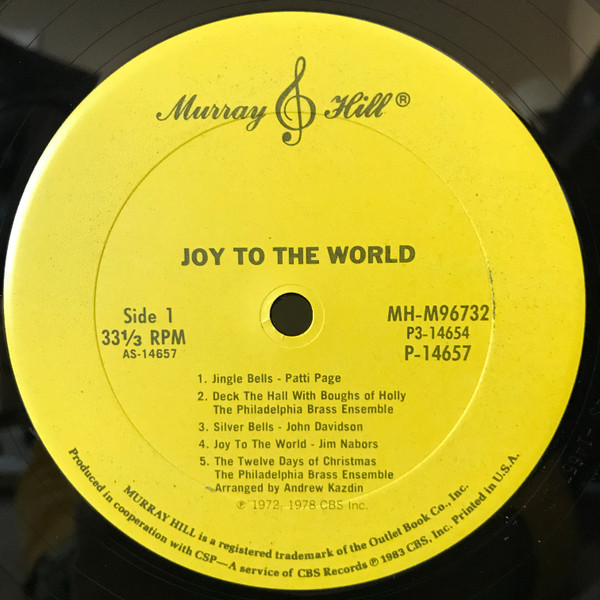 Murray Hill ®
JOY TO THE WORLD
Side 1
33⅓ RPM
AS-14657
MH-M96732
P3-14654
P-14657
1. Jingle Bells - Patti Page
2. Deck The Hall With Boughs of Holly
The Philadelphia Brass Ensemble
3. Silver Bells - John Davidson
4. Joy To The World - Jim Nabors
5. The Twelve Days of Christmas
The Philadelphia Brass Ensemble
Arranged by Andrew Kazdin
℗ 1972, 1978 CBS Inc.
MURRAY HILL is a registered trademark of the Outlet Book Co., Inc.
Produced in cooperation with CSP—A service of CBS Records ℗ 1983 CBS, Inc. Printed in U.S.A.